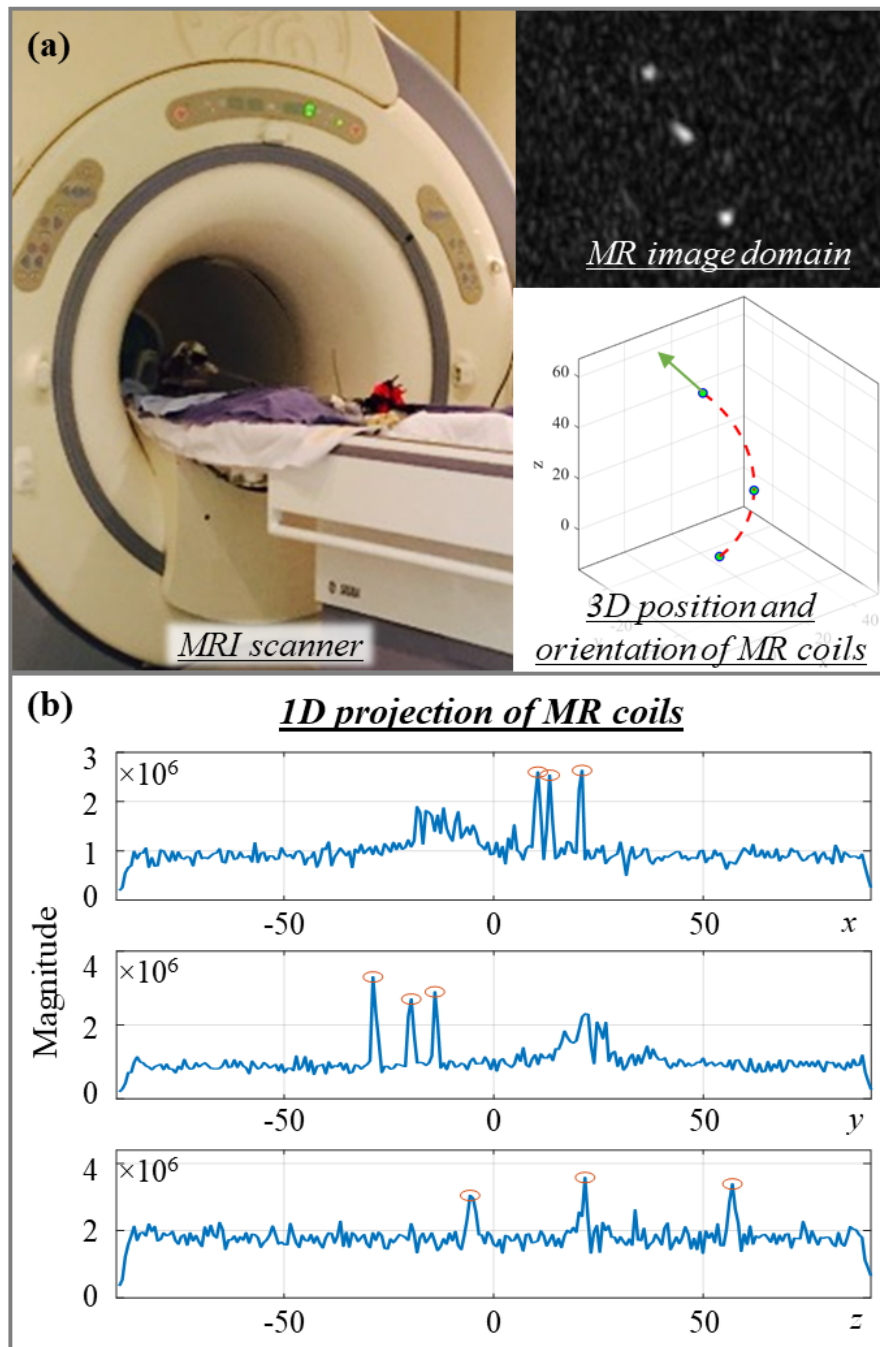 (a)
MR image domain
60
40
20
0
z
-20
20
40
3D position and
orientation of MR coils
MRI scanner
SIGNA
(b)
1D projection of MR coils
Magnitude
3
×10⁶
2
1
0
-50
0
50
x
4
×10⁶
2
0
-50
0
50
y
4
×10⁶
2
0
-50
0
50
z